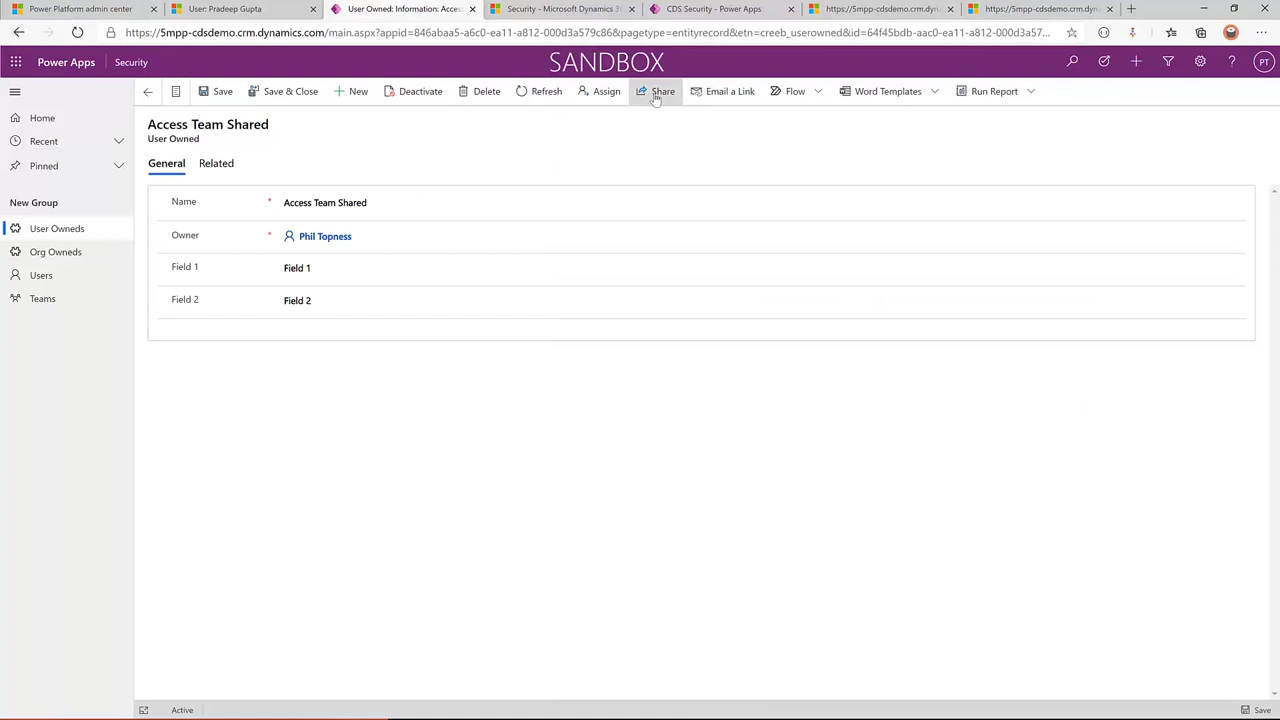 Power Platform admin center
User: Pradeep Gupta
User Owned: Information: Acces
Security - Microsoft Dynamics 36
CDS Security - Power Apps
https://5mpp-cdsdemo.crm.dyn
https://5mpp-cdsdemo.crm.dyn
https://5mpp-cdsdemo.crm.dynamics.com/main.aspx?appid=846abaa5-a6c0-ea11-a812-000d3a579c86&pagetype=entityrecord&etn=creeb_userowned&id=64f45bdb-aac0-ea11-a812-000d3a57...
Power Apps Security SANDBOX PT
Save Save & Close New Deactivate Delete Refresh Assign Share Email a Link Flow Word Templates Run Report
Home
Recent
Pinned
New Group
User Owneds
Org Owneds
Users
Teams
Access Team Shared
User Owned
General Related
Name * Access Team Shared
Owner * Phil Topness
Field 1 Field 1
Field 2 Field 2
Active Save